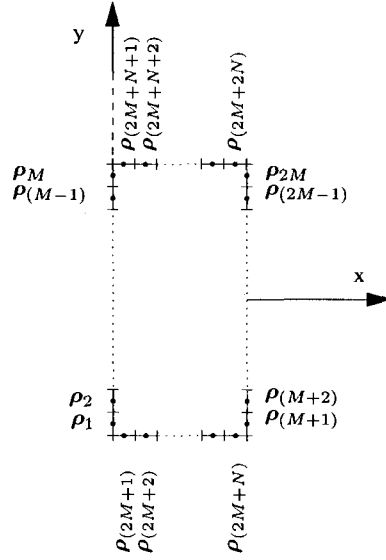 y
ρ(2M+N+1)
ρ(2M+N+2)
ρ(2M+2N)
ρM
ρ(M−1)
ρ2M
ρ(2M−1)
x
ρ2
ρ1
ρ(M+2)
ρ(M+1)
ρ(2M+1)
ρ(2M+2)
ρ(2M+N)